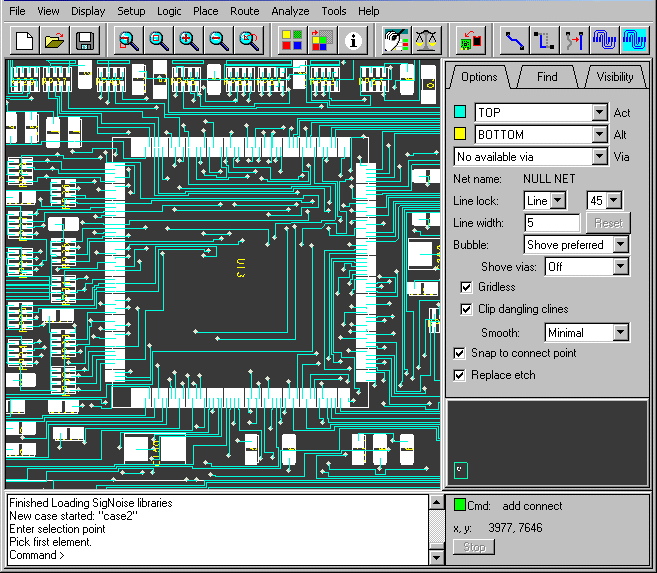 File View Display Setup Logic Place Route Analyze Tools Help
Options Find Visibility
TOP Act
BOTTOM Alt
No available via Via
Net name: NULL NET
Line lock: Line 45
Line width: 5 Reset
Bubble: Shove preferred
Shove vias: Off
Gridless
Clip dangling clines
Smooth: Minimal
Snap to connect point
Replace etch
U13
Finished Loading SigNoise libraries
New case started: "case2"
Enter selection point
Pick first element.
Command >
Cmd: add connect
x, y: 3977, 7646
Stop